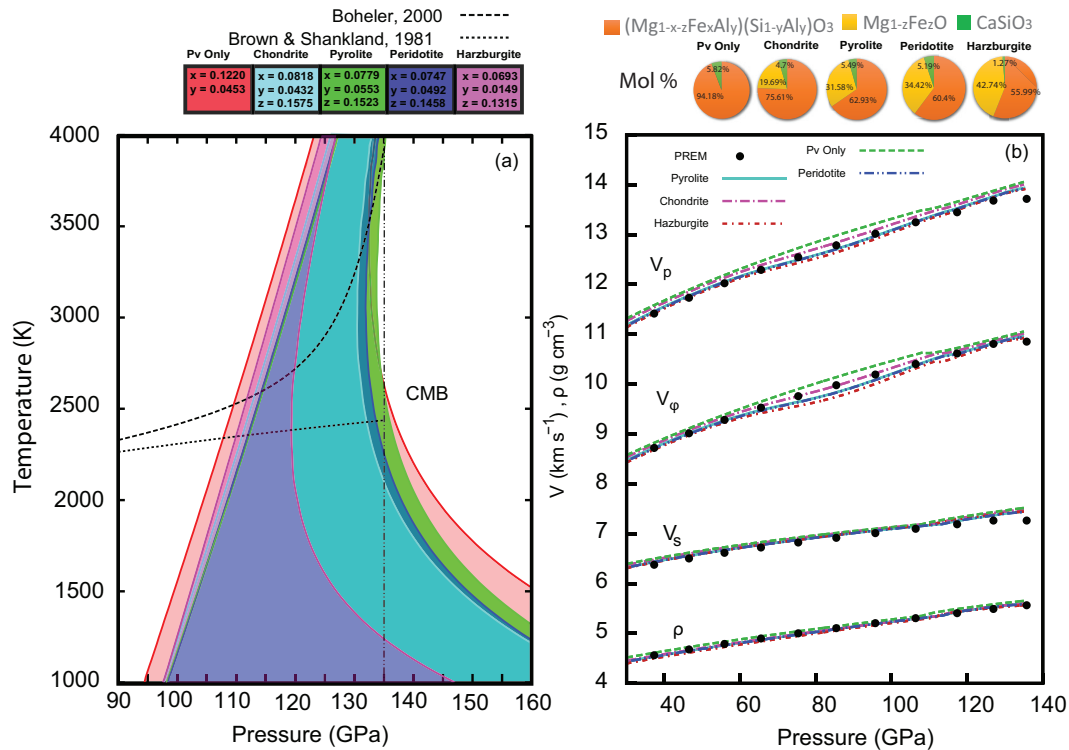 Boheler, 2000
Brown & Shankland, 1981
Pv Only Chondrite Pyrolite Peridotite Harzburgite
x = 0.1220 x = 0.0818 x = 0.0779 x = 0.0747 x = 0.0693
y = 0.0453 y = 0.0432 y = 0.0553 y = 0.0492 y = 0.0149
z = 0.1575 z = 0.1523 z = 0.1458 z = 0.1315
(Mg1-x-zFexAly)(Si1-yAly)O3 Mg1-zFezO CaSiO3
Pv Only Chondrite Pyrolite Peridotite Harzburgite
Mol %
5.82% 4.7% 5.49% 5.19% 1.27%
19.69% 31.58% 34.42% 42.74% 55.99%
94.18% 75.61% 62.93% 60.4%
(a)
4000
3500
3000
2500
2000
1500
1000
Temperature (K)
CMB
90 100 110 120 130 140 150 160
Pressure (GPa)
(b)
PREM
Pyrolite
Chondrite
Hazburgite
Pv Only
Peridotite
15
14
13
12
11
10
9
8
7
6
5
4
V (km s⁻¹) , ρ (g cm⁻³)
Vp
Vφ
Vs
ρ
40 60 80 100 120 140
Pressure (GPa)